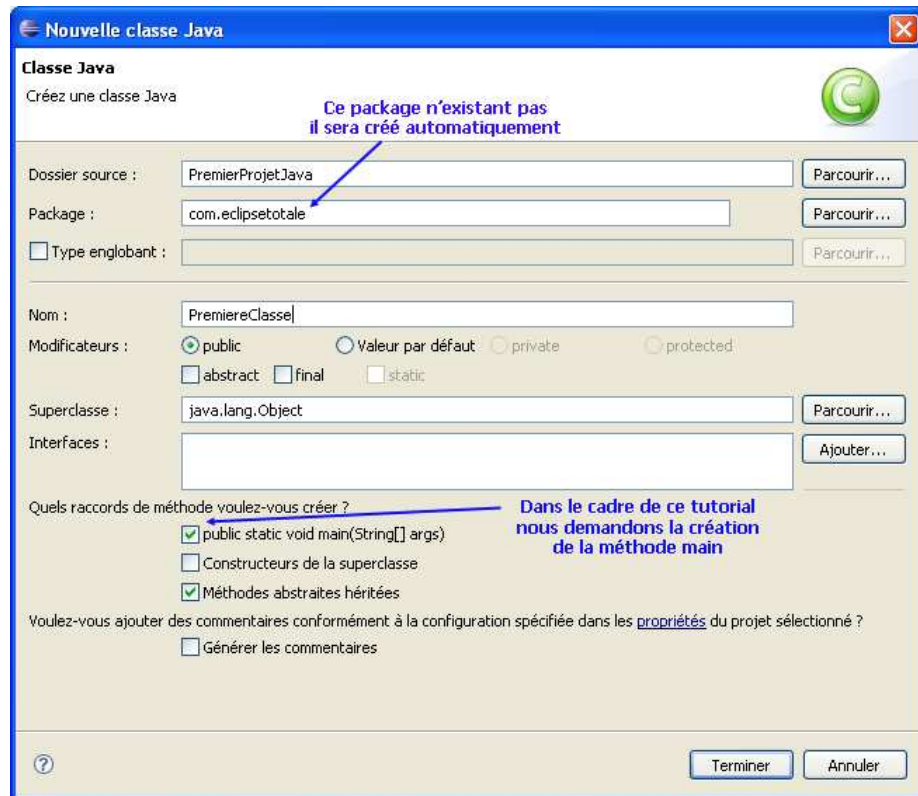 Nouvelle classe Java
Classe Java
Créez une classe Java
Ce package n'existant pas
il sera créé automatiquement
Dossier source : PremierProjetJava Parcourir...
Package : com.eclipsetotale Parcourir...
Type englobant : Parcourir...
Nom : PremiereClasse
Modificateurs : public Valeur par défaut private protected
abstract final static
Superclasse : java.lang.Object Parcourir...
Interfaces : Ajouter...
Quels raccords de méthode voulez-vous créer ?
Dans le cadre de ce tutorial
nous demandons la création
de la méthode main
public static void main(String[] args)
Constructeurs de la superclasse
Méthodes abstraites héritées
Voulez-vous ajouter des commentaires conformément à la configuration spécifiée dans les propriétés du projet sélectionné ?
Générer les commentaires
? Terminer Annuler